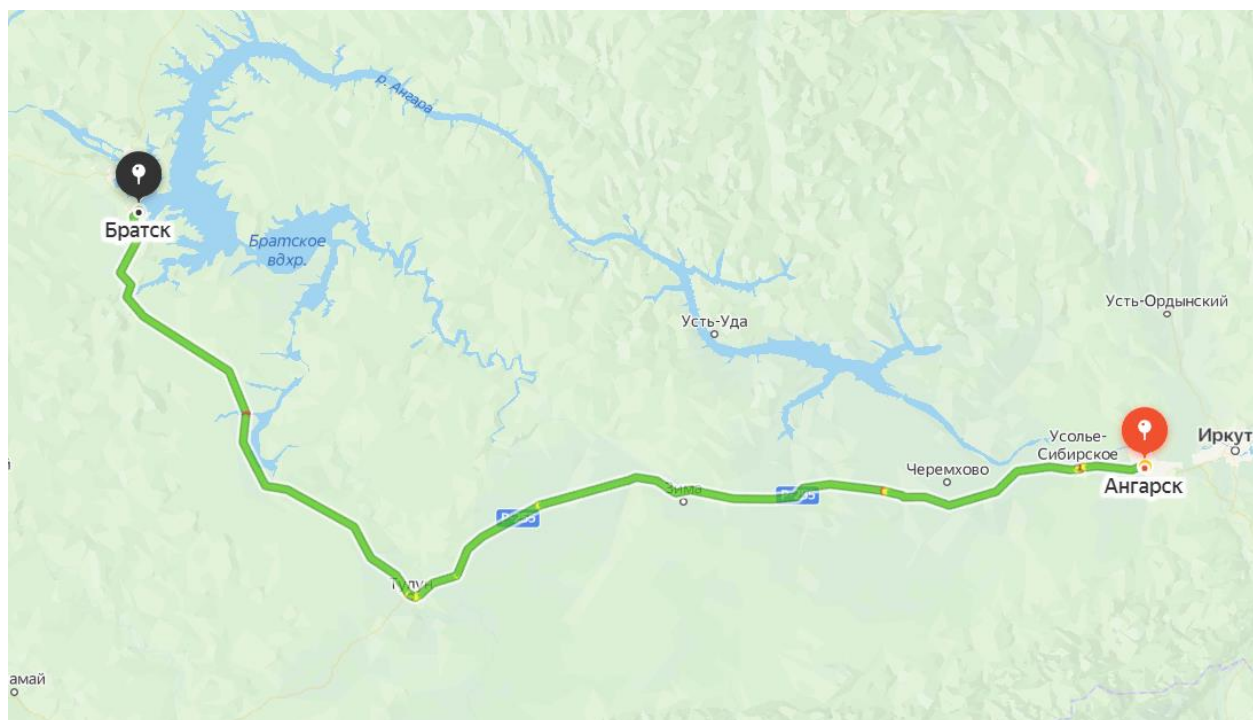 р. Ангара
Братск
Братское
вдхр.
Усть-Ордынский
Усть-Уда
Усолье-
Сибирское
Иркут
й
Черемхово
Ангарск
Зима
Тулун
амай